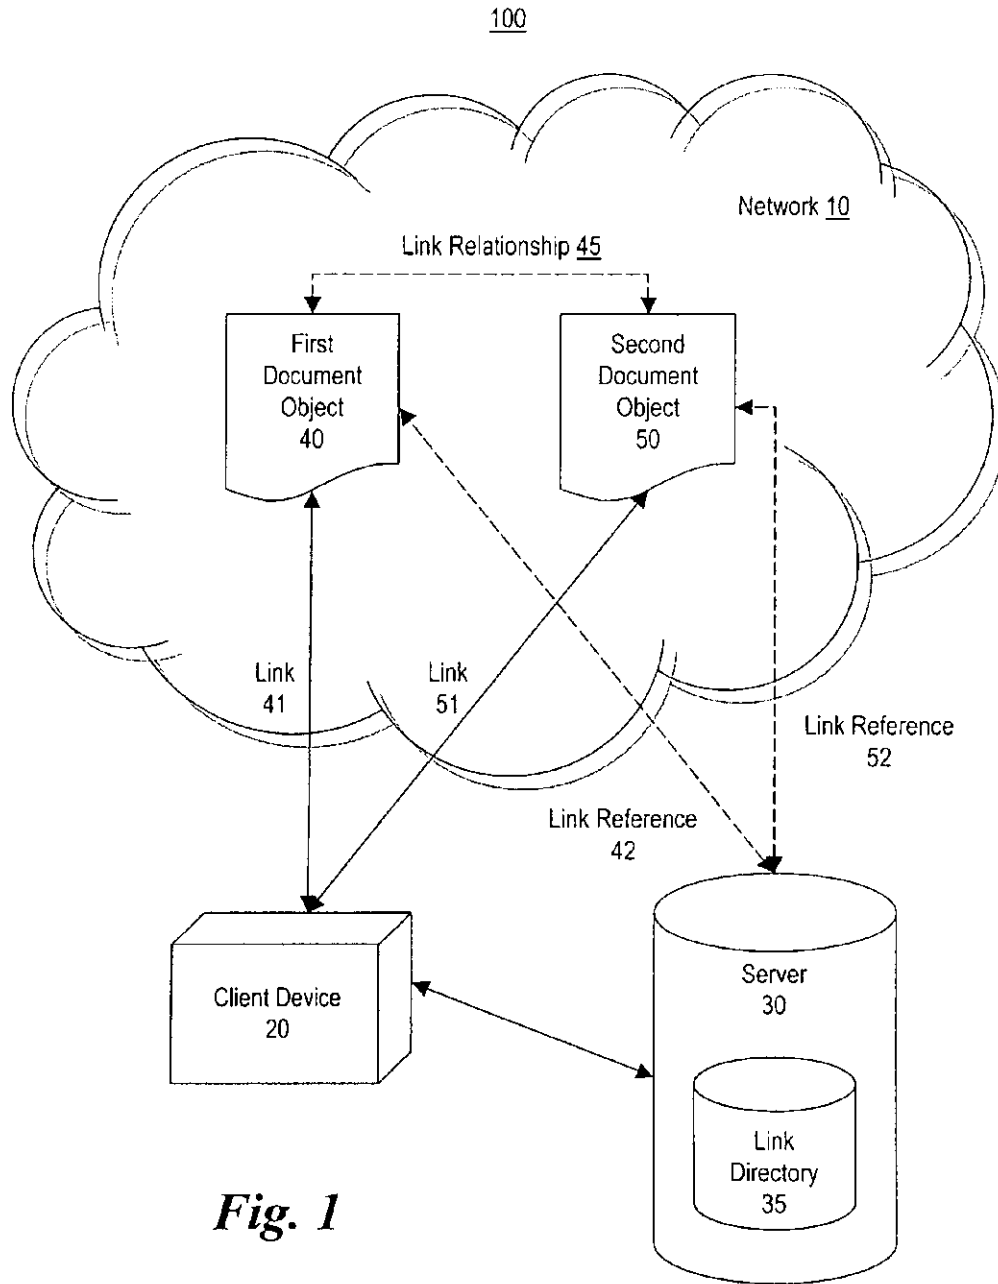 100
Network 10
Link Relationship 45
First
Document
Object
40
Second
Document
Object
50
Link
41
Link
51
Link Reference
52
Link Reference
42
Client Device
20
Server
30
Link
Directory
35
Fig. 1